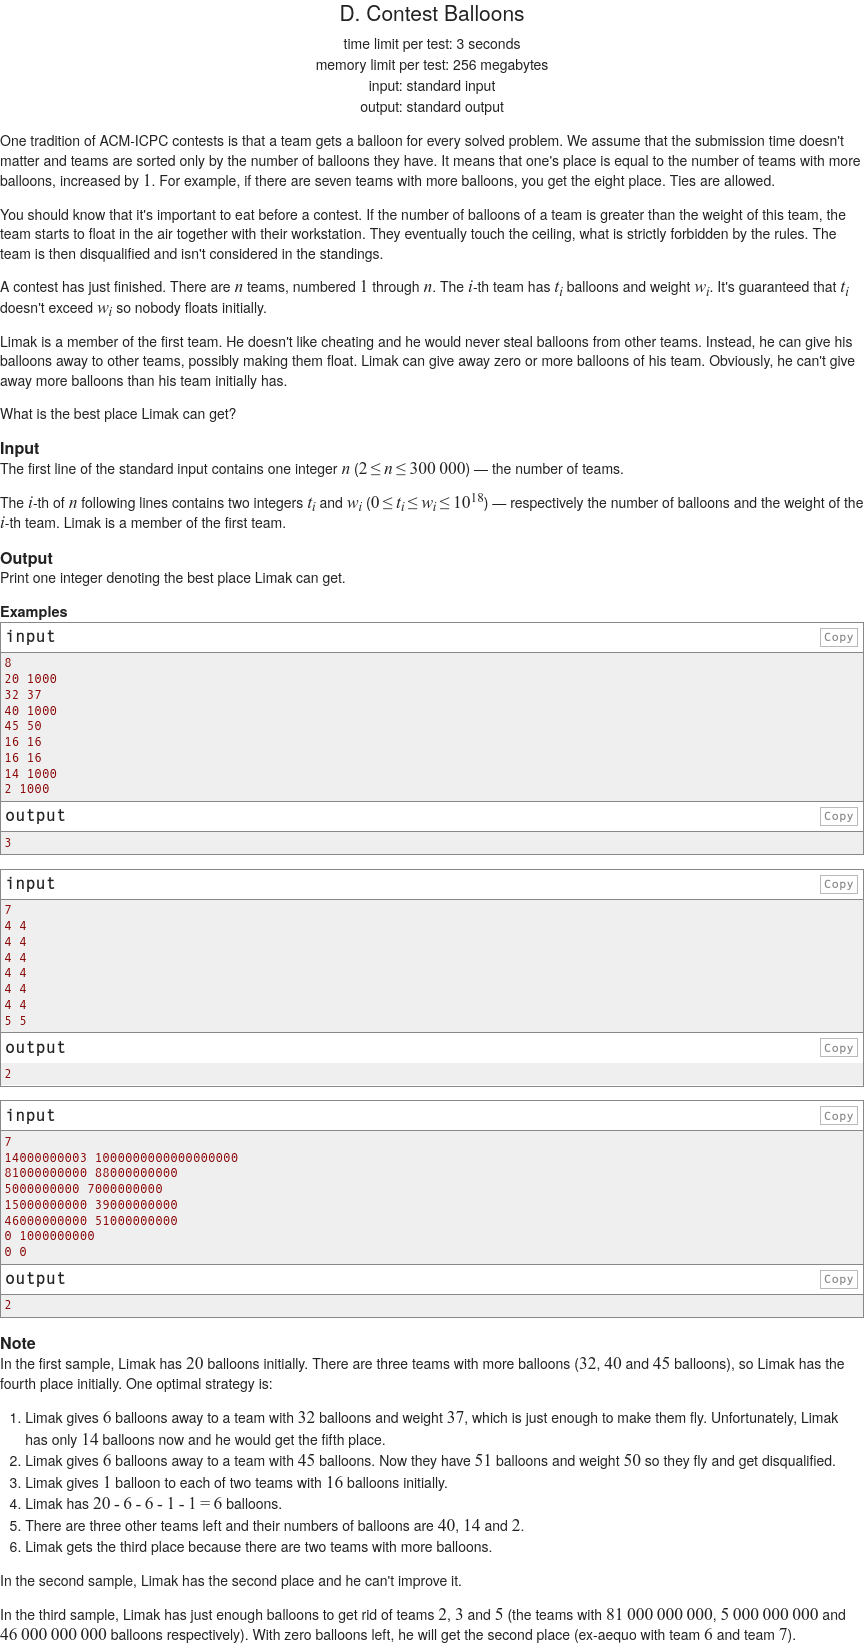 D. Contest Balloons
time limit per test: 3 seconds
memory limit per test: 256 megabytes
input: standard input
output: standard output
One tradition of ACM-ICPC contests is that a team gets a balloon for every solved problem. We assume that the submission time doesn't
matter and teams are sorted only by the number of balloons they have. It means that one's place is equal to the number of teams with more
balloons, increased by 1. For example, if there are seven teams with more balloons, you get the eight place. Ties are allowed.
You should know that it's important to eat before a contest. If the number of balloons of a team is greater than the weight of this team, the
team starts to float in the air together with their workstation. They eventually touch the ceiling, what is strictly forbidden by the rules. The
team is then disqualified and isn't considered in the standings.
A contest has just finished. There are n teams, numbered 1 through n. The i-th team has t_i balloons and weight w_i. It's guaranteed that t_i
doesn't exceed w_i so nobody floats initially.
Limak is a member of the first team. He doesn't like cheating and he would never steal balloons from other teams. Instead, he can give his
balloons away to other teams, possibly making them float. Limak can give away zero or more balloons of his team. Obviously, he can't give
away more balloons than his team initially has.
What is the best place Limak can get?
Input
The first line of the standard input contains one integer n (2 ≤ n ≤ 300 000) — the number of teams.
The i-th of n following lines contains two integers t_i and w_i (0 ≤ t_i ≤ w_i ≤ 10^18) — respectively the number of balloons and the weight of the
i-th team. Limak is a member of the first team.
Output
Print one integer denoting the best place Limak can get.
Examples
input Copy
8
20 1000
32 37
40 1000
45 50
16 16
16 16
14 1000
2 1000
output Copy
3
input Copy
7
4 4
4 4
4 4
4 4
4 4
4 4
5 5
output Copy
2
input Copy
7
14000000003 1000000000000000000
81000000000 88000000000
5000000000 7000000000
15000000000 39000000000
46000000000 51000000000
0 1000000000
0 0
output Copy
2
Note
In the first sample, Limak has 20 balloons initially. There are three teams with more balloons (32, 40 and 45 balloons), so Limak has the
fourth place initially. One optimal strategy is:
1. Limak gives 6 balloons away to a team with 32 balloons and weight 37, which is just enough to make them fly. Unfortunately, Limak
has only 14 balloons now and he would get the fifth place.
2. Limak gives 6 balloons away to a team with 45 balloons. Now they have 51 balloons and weight 50 so they fly and get disqualified.
3. Limak gives 1 balloon to each of two teams with 16 balloons initially.
4. Limak has 20 - 6 - 6 - 1 - 1 = 6 balloons.
5. There are three other teams left and their numbers of balloons are 40, 14 and 2.
6. Limak gets the third place because there are two teams with more balloons.
In the second sample, Limak has the second place and he can't improve it.
In the third sample, Limak has just enough balloons to get rid of teams 2, 3 and 5 (the teams with 81 000 000 000, 5 000 000 000 and
46 000 000 000 balloons respectively). With zero balloons left, he will get the second place (ex-aequo with team 6 and team 7).